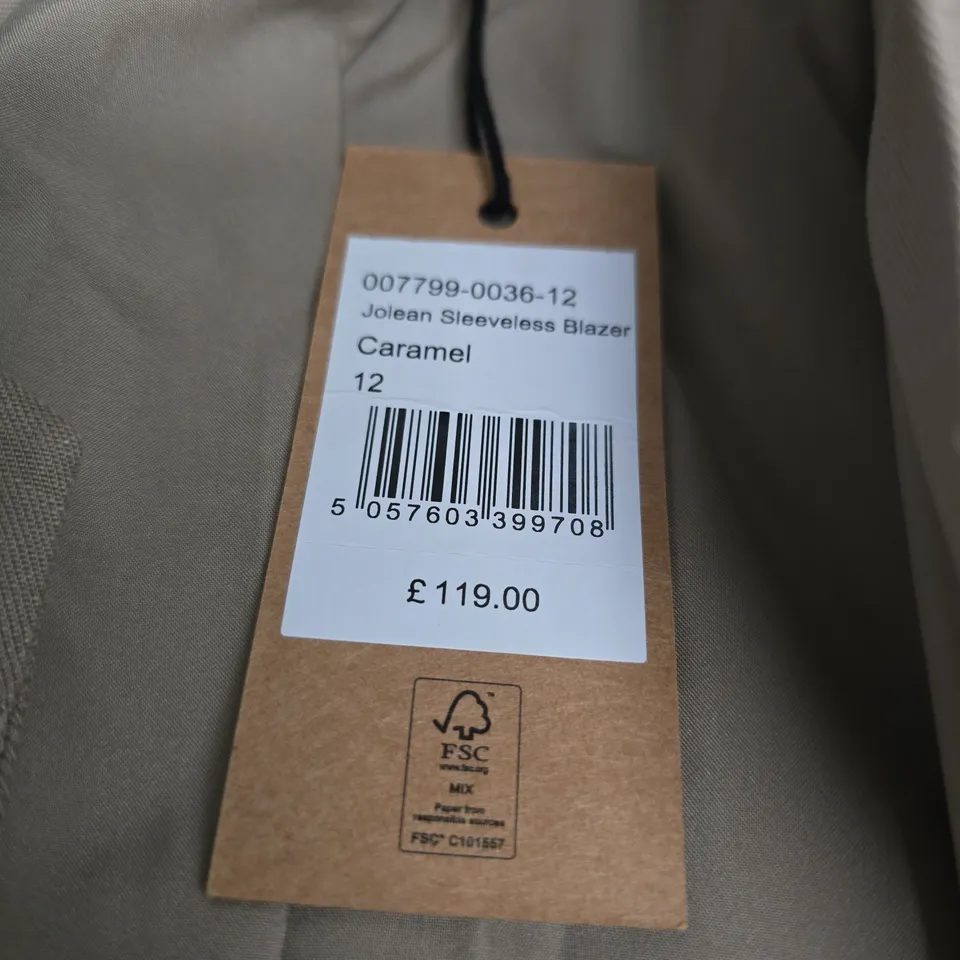 007799-0036-12
Jolean Sleeveless Blazer
Caramel
12
5 057603 399708
£ 119.00
FSC
www.fsc.org
MIX
Paper from
responsible sources
FSC® C101557